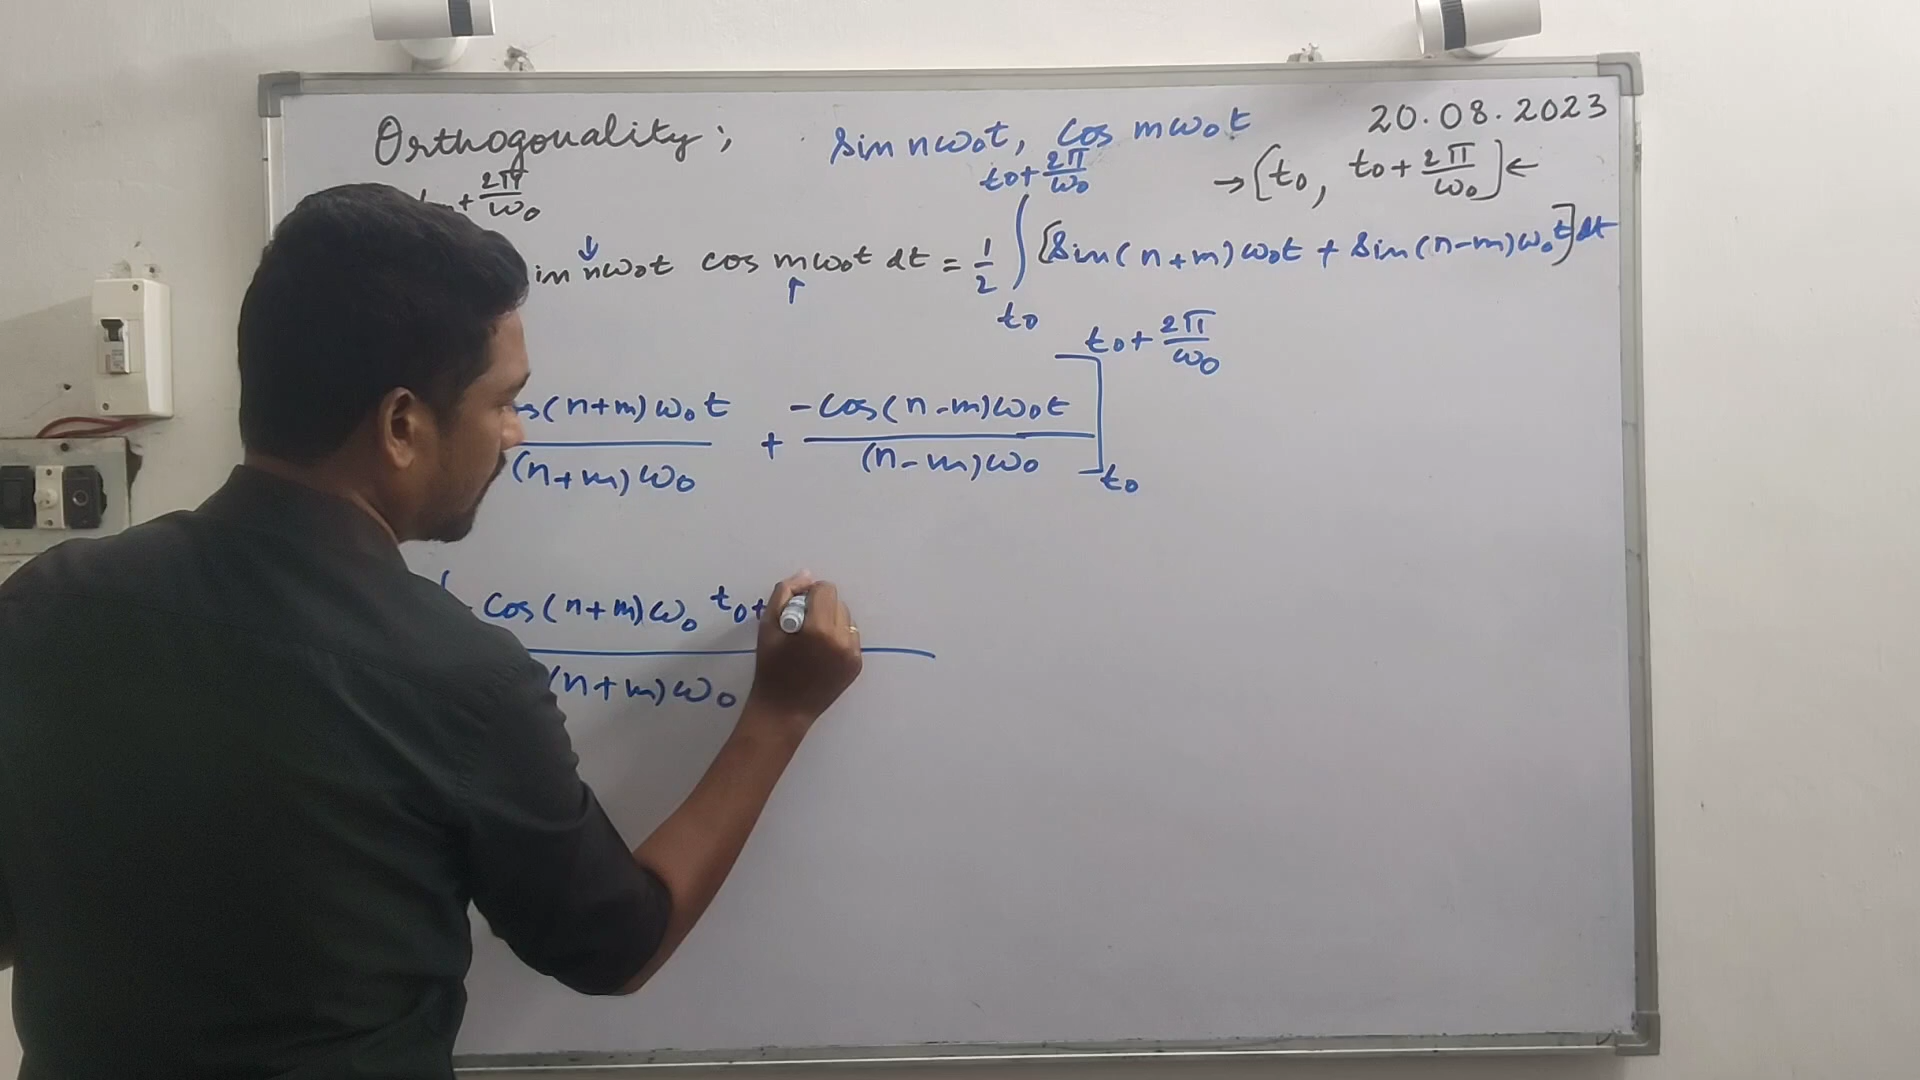 Orthogonality; sin nω₀t, cos mω₀t 20.08.2023
→[t₀, t₀+2π/ω₀]←
+ 2π/ω₀
in nω₀t cos mω₀t dt = 1/2 ∫_{t₀}^{t₀+2π/ω₀} [sin(n+m)ω₀t + sin(n-m)ω₀t]dt
s(n+m)ω₀t/(n+m)ω₀ + -cos(n-m)ω₀t/(n-m)ω₀ ]_{t₀}^{t₀+2π/ω₀}
cos(n+m)ω₀ t₀+
(n+m)ω₀